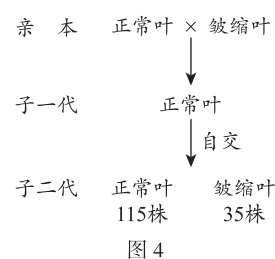 亲 本 正常叶 × 皱缩叶
子一代 正常叶
自交
子二代 正常叶 皱缩叶
115株 35株
图 4